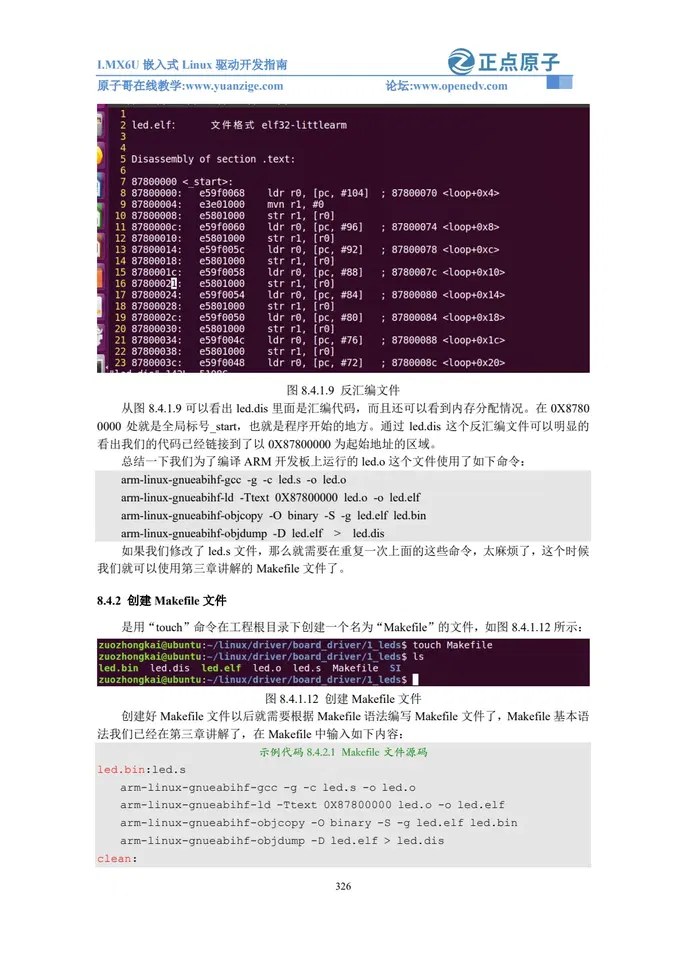 I.MX6U 嵌入式 Linux 驱动开发指南
正点原子
原子哥在线教学:www.yuanzige.com 论坛:www.openedv.com
1
2 led.elf: 文件格式 elf32-littlearm
3
4
5 Disassembly of section .text:
6
7 87800000 <_start>:
8 87800000: e59f0068 ldr r0, [pc, #104] ; 87800070 <loop+0x4>
9 87800004: e3e01000 mvn r1, #0
10 87800008: e5801000 str r1, [r0]
11 8780000c: e59f0060 ldr r0, [pc, #96] ; 87800074 <loop+0x8>
12 87800010: e5801000 str r1, [r0]
13 87800014: e59f005c ldr r0, [pc, #92] ; 87800078 <loop+0xc>
14 87800018: e5801000 str r1, [r0]
15 8780001c: e59f0058 ldr r0, [pc, #88] ; 8780007c <loop+0x10>
16 87800021: e5801000 str r1, [r0]
17 87800024: e59f0054 ldr r0, [pc, #84] ; 87800080 <loop+0x14>
18 87800028: e5801000 str r1, [r0]
19 8780002c: e59f0050 ldr r0, [pc, #80] ; 87800084 <loop+0x18>
20 87800030: e5801000 str r1, [r0]
21 87800034: e59f004c ldr r0, [pc, #76] ; 87800088 <loop+0x1c>
22 87800038: e5801000 str r1, [r0]
23 8780003c: e59f0048 ldr r0, [pc, #72] ; 8780008c <loop+0x20>
图 8.4.1.9 反汇编文件
从图 8.4.1.9 可以看出 led.dis 里面是汇编代码，而且还可以看到内存分配情况。在 0X8780
0000 处就是全局标号_start，也就是程序开始的地方。通过 led.dis 这个反汇编文件可以明显的
看出我们的代码已经链接到了以 0X87800000 为起始地址的区域。
总结一下我们为了编译 ARM 开发板上运行的 led.o 这个文件使用了如下命令：
arm-linux-gnueabihf-gcc -g -c led.s -o led.o
arm-linux-gnueabihf-ld -Ttext 0X87800000 led.o -o led.elf
arm-linux-gnueabihf-objcopy -O binary -S -g led.elf led.bin
arm-linux-gnueabihf-objdump -D led.elf > led.dis
如果我们修改了 led.s 文件，那么就需要在重复一次上面的这些命令，太麻烦了，这个时候
我们就可以使用第三章讲解的 Makefile 文件了。
8.4.2 创建 Makefile 文件
是用“touch”命令在工程根目录下创建一个名为“Makefile”的文件，如图 8.4.1.12 所示：
zuozhongkai@ubuntu:~/linux/driver/board_driver/1_leds$ touch Makefile
zuozhongkai@ubuntu:~/linux/driver/board_driver/1_leds$ ls
led.bin led.dis led.elf led.o led.s Makefile SI
zuozhongkai@ubuntu:~/linux/driver/board_driver/1_leds$
图 8.4.1.12 创建 Makefile 文件
创建好 Makefile 文件以后就需要根据 Makefile 语法编写 Makefile 文件了，Makefile 基本语
法我们已经在第三章讲解了，在 Makefile 中输入如下内容：
示例代码 8.4.2.1 Makefile 文件源码
led.bin:led.s
arm-linux-gnueabihf-gcc -g -c led.s -o led.o
arm-linux-gnueabihf-ld -Ttext 0X87800000 led.o -o led.elf
arm-linux-gnueabihf-objcopy -O binary -S -g led.elf led.bin
arm-linux-gnueabihf-objdump -D led.elf > led.dis
clean:
326